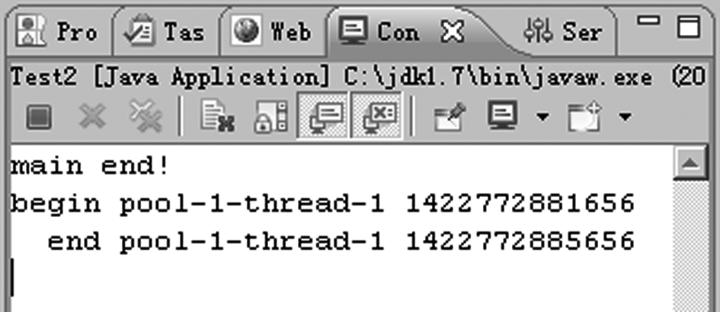 Pro Tas Web Con Ser
Test2 [Java Application] C:\jdk1.7\bin\javaw.exe (20
main end!
begin pool-1-thread-1 1422772881656
  end pool-1-thread-1 1422772885656